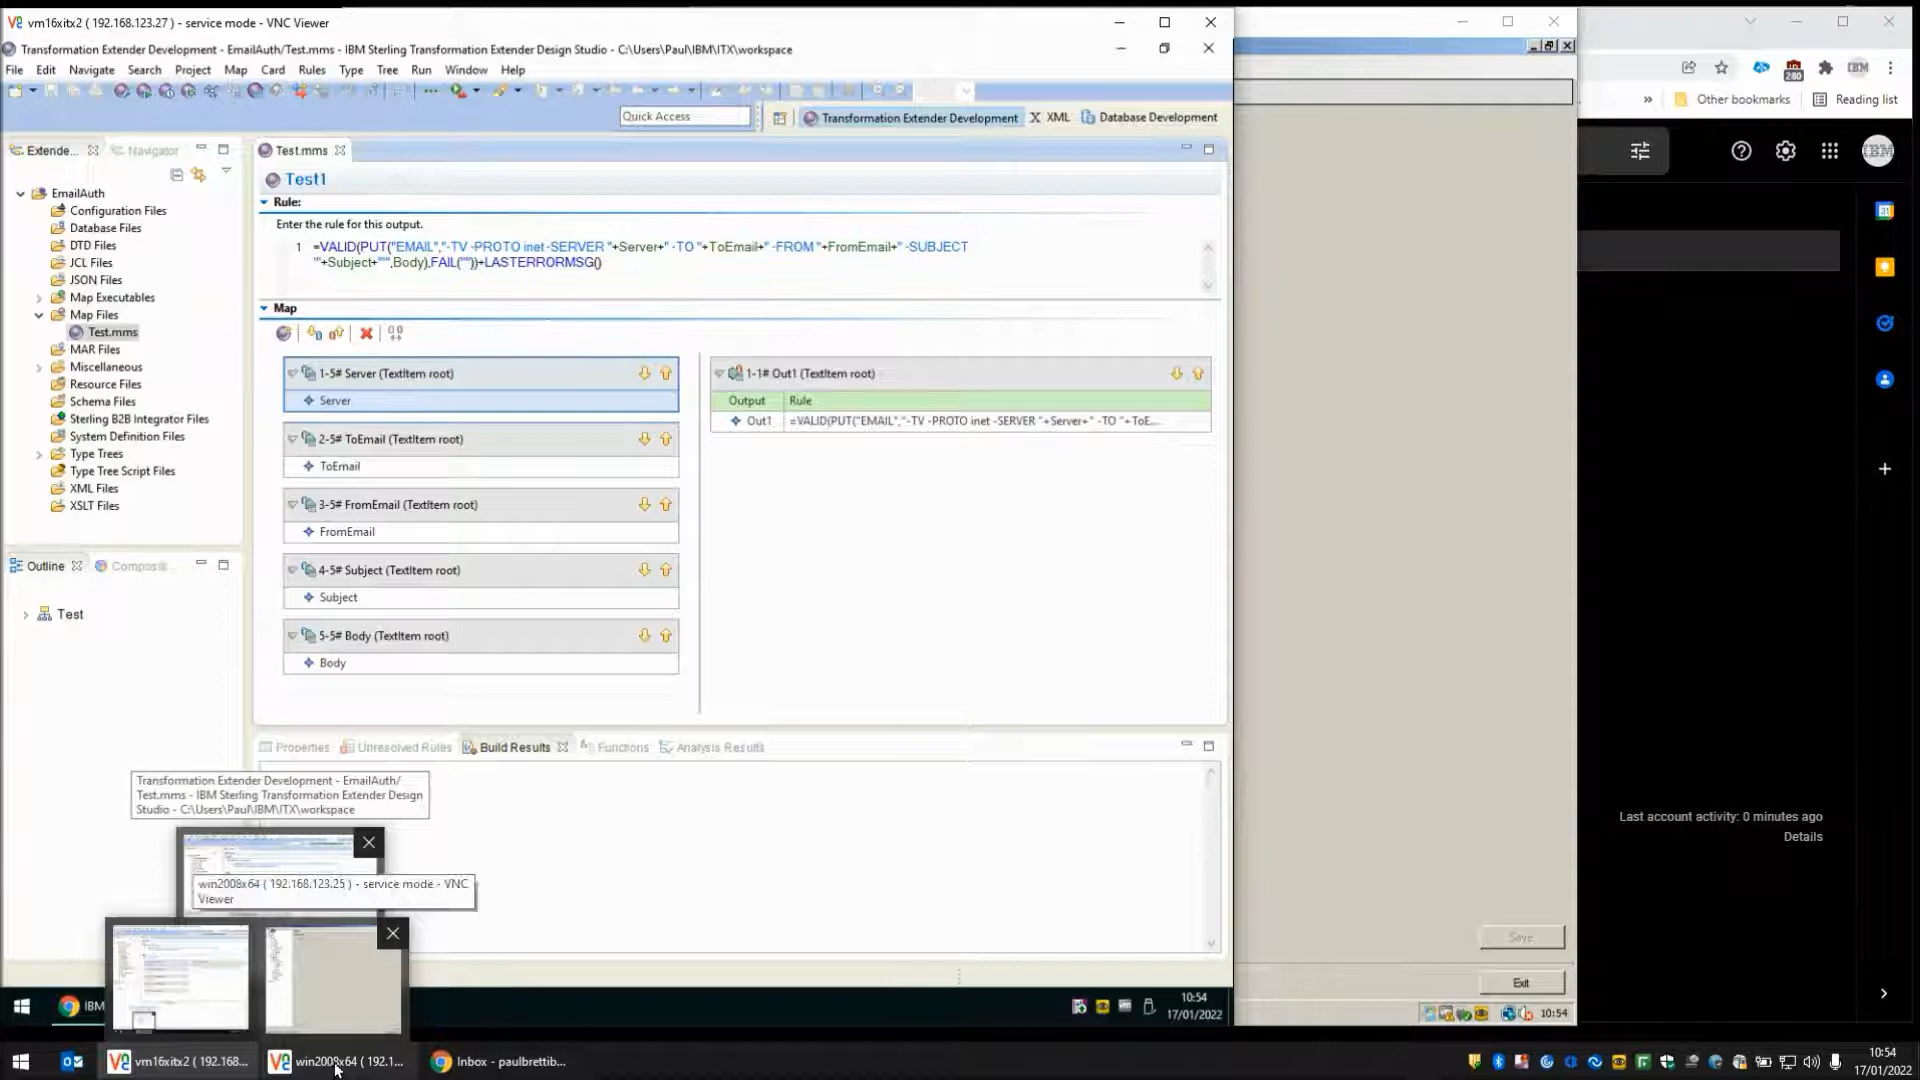 vm16xitx2 ( 192.168.123.27 ) - service mode - VNC Viewer
Transformation Extender Development - EmailAuth/Test.mms - IBM Sterling Transformation Extender Design Studio - C:\Users\Paul\IBM\ITX\workspace
File Edit Navigate Search Project Map Card Rules Type Tree Run Window Help
280 IBM
» Other bookmarks Reading list
Quick Access Transformation Extender Development X XML Database Development
Extende... Navigator Test.mms
IBM
Test1
EmailAuth
Rule:
Configuration Files
Enter the rule for this output.
Database Files
1 =VALID(PUT("EMAIL","-TV -PROTO inet -SERVER "+Server+" -TO "+ToEmail+" -FROM "+FromEmail+" -SUBJECT
DTD Files
'"+Subject+"'",Body),FAIL(""))+LASTERRORMSG()
JCL Files
JSON Files
Map Executables
Map
Map Files
Test.mms
MAR Files
Miscellaneous
Resource Files
Schema Files
Sterling B2B Integrator Files
System Definition Files
Type Trees
Type Tree Script Files
XML Files
XSLT Files
1-5# Server (TextItem root)
Server
2-5# ToEmail (TextItem root)
ToEmail
3-5# FromEmail (TextItem root)
FromEmail
4-5# Subject (TextItem root)
Subject
5-5# Body (TextItem root)
Body
1-1# Out1 (TextItem root)
Output Rule
Out1 =VALID(PUT("EMAIL","-TV -PROTO inet -SERVER "+Server+" -TO "+ToE...
31
Outline Composit...
Test
Properties Unresolved Rules Build Results Functions Analysis Results
Transformation Extender Development - EmailAuth/
Test.mms - IBM Sterling Transformation Extender Design
Studio - C:\Users\Paul\IBM\ITX\workspace
Last account activity: 0 minutes ago
Details
win2008x64 ( 192.168.123.25 ) - service mode - VNC
Viewer
Save
Exit
IBM
10:54
17/01/2022
10:54
vm16xitx2 ( 192.168... win2008x64 ( 192.1... Inbox - paulbrettib...
10:54
17/01/2022